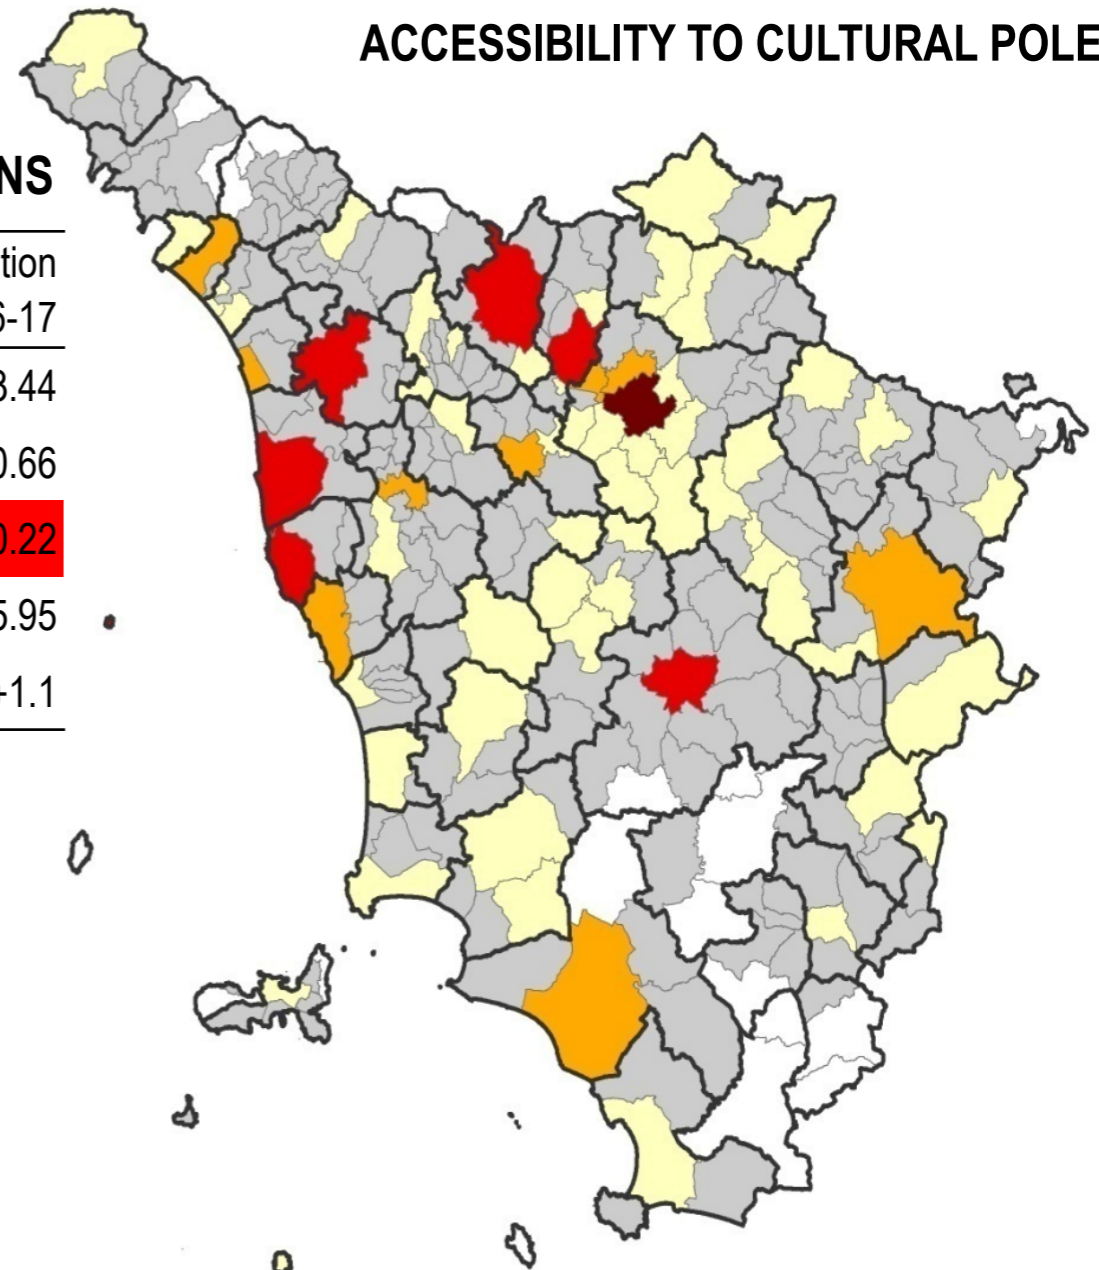 ACCESSIBILITY TO CULTURAL POLE
NS
tion
6-17
3.44
0.66
0.22
5.95
+1.1